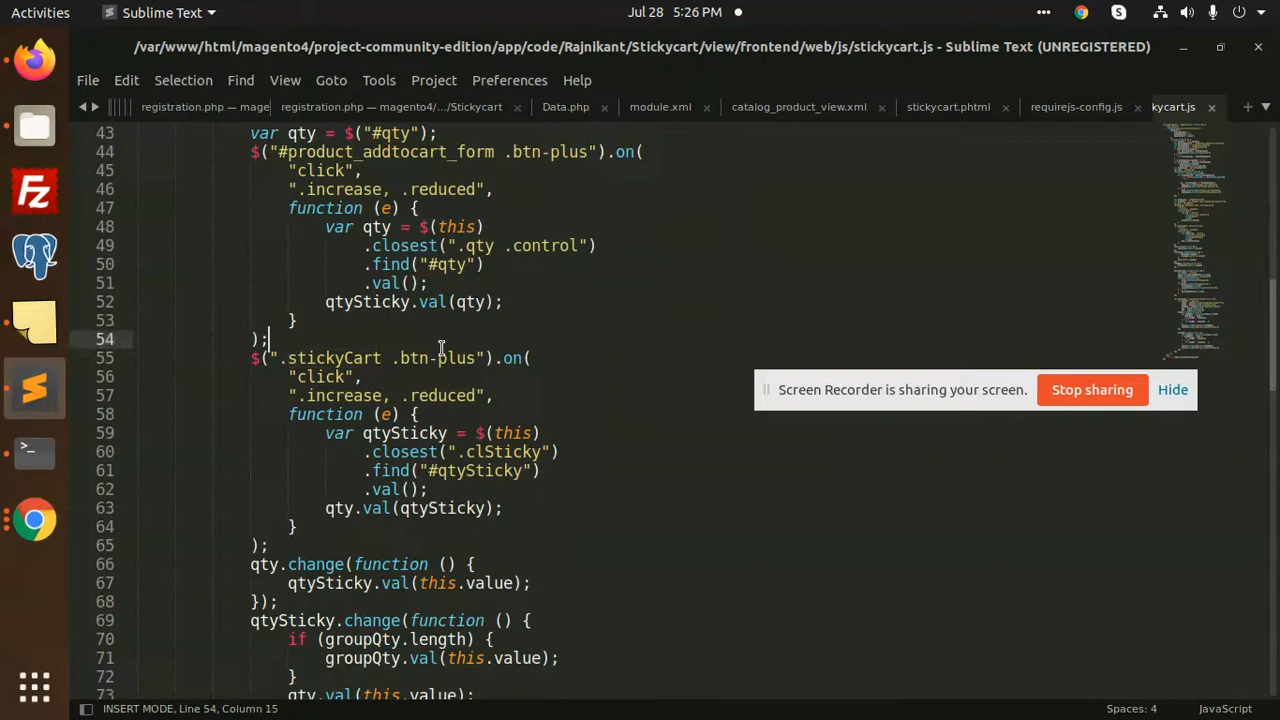 Activities
Sublime Text
Jul 28 5:26 PM
/var/www/html/magento4/project-community-edition/app/code/Rajnikant/Stickycart/view/frontend/web/js/stickycart.js - Sublime Text (UNREGISTERED)
File Edit Selection Find View Goto Tools Project Preferences Help
registration.php — mage registration.php — magento4/.../Stickycart Data.php module.xml catalog_product_view.xml stickycart.phtml requirejs-config.js kycart.js
43 var qty = $("#qty");
44 $("#product_addtocart_form .btn-plus").on(
45 "click",
46 ".increase, .reduced",
47 function (e) {
48 var qty = $(this)
49 .closest(".qty .control")
50 .find("#qty")
51 .val();
52 qtySticky.val(qty);
53 }
54 );
55 $(".stickyCart .btn-plus").on(
56 "click",
57 ".increase, .reduced",
58 function (e) {
59 var qtySticky = $(this)
60 .closest(".clSticky")
61 .find("#qtySticky")
62 .val();
63 qty.val(qtySticky);
64 }
65 );
66 qty.change(function () {
67 qtySticky.val(this.value);
68 });
69 qtySticky.change(function () {
70 if (groupQty.length) {
71 groupQty.val(this.value);
72 }
73 qty.val(this.value);
Screen Recorder is sharing your screen. Stop sharing Hide
INSERT MODE, Line 54, Column 15
Spaces: 4
JavaScript